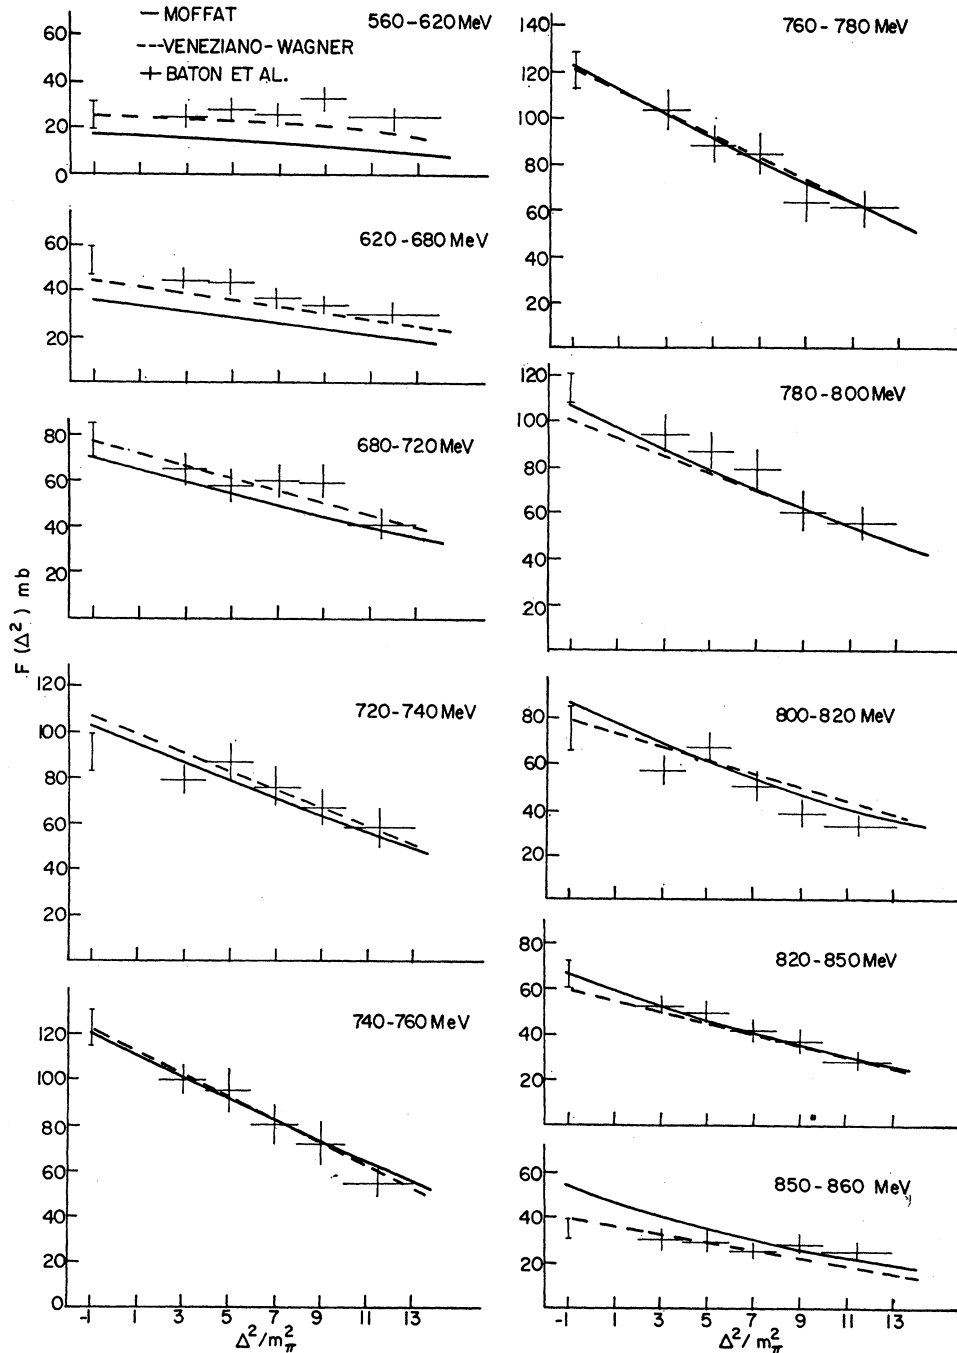 — MOFFAT
560-620 MeV
---VENEZIANO-WAGNER
BATON ET AL.
60
40
20
0
620-680 MeV
60
40
20
680-720 MeV
80
60
40
20
F (Δ²) mb
720-740 MeV
120
100
80
60
40
20
740-760 MeV
120
100
80
60
40
20
0
-1 1 3 5 7 9 11 13
Δ²/m²π
760-780 MeV
140
120
100
80
60
40
20
780-800 MeV
120
100
80
60
40
20
800-820 MeV
80
60
40
20
820-850 MeV
80
60
40
20
850-860 MeV
60
40
20
-1 1 3 5 7 9 11 13
Δ²/m²π